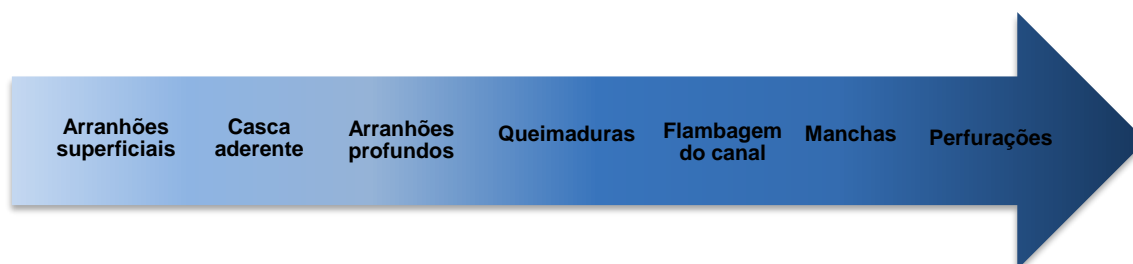 Arranhões
superficiais
Casca
aderente
Arranhões
profundos
Queimaduras
Flambagem
do canal
Manchas
Perfurações